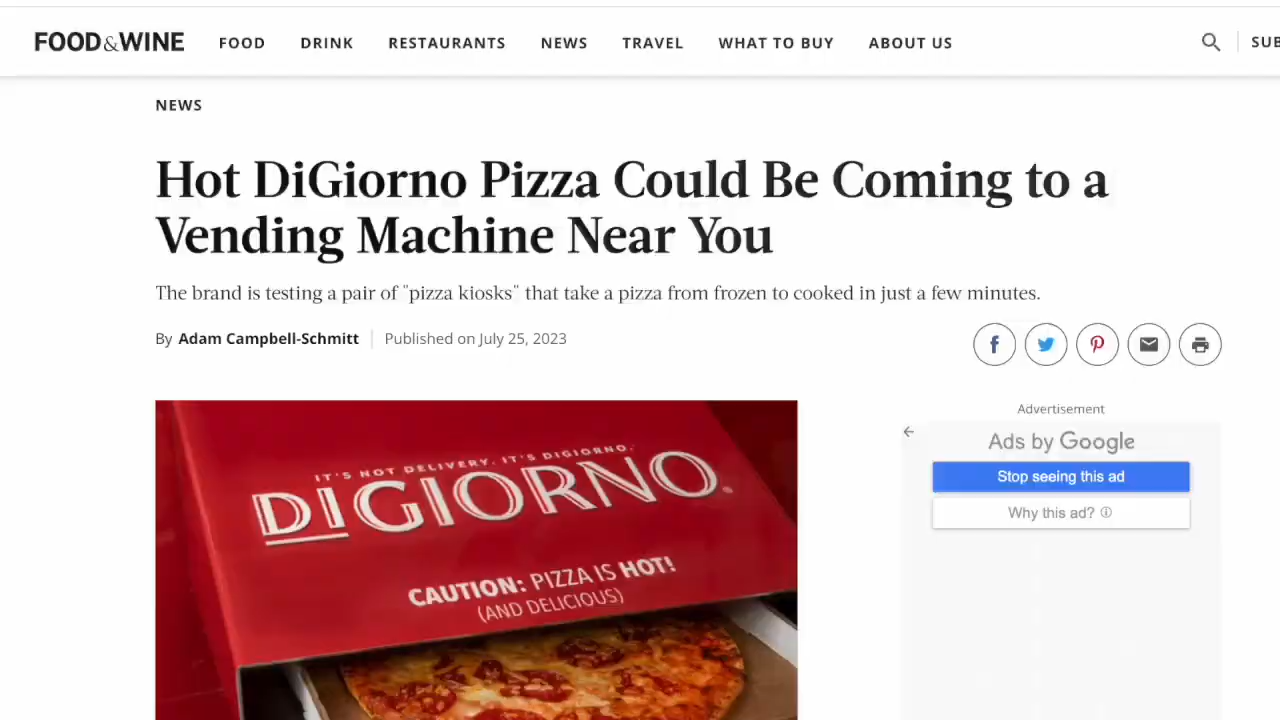 FOOD&WINE FOOD DRINK RESTAURANTS NEWS TRAVEL WHAT TO BUY ABOUT US SUB
NEWS
Hot DiGiorno Pizza Could Be Coming to a
Vending Machine Near You
The brand is testing a pair of "pizza kiosks" that take a pizza from frozen to cooked in just a few minutes.
By Adam Campbell-Schmitt Published on July 25, 2023
IT'S NOT DELIVERY. IT'S DIGIORNO.
DIGIORNO®
CAUTION: PIZZA IS HOT!
(AND DELICIOUS)
Advertisement
Ads by Google
Stop seeing this ad
Why this ad?